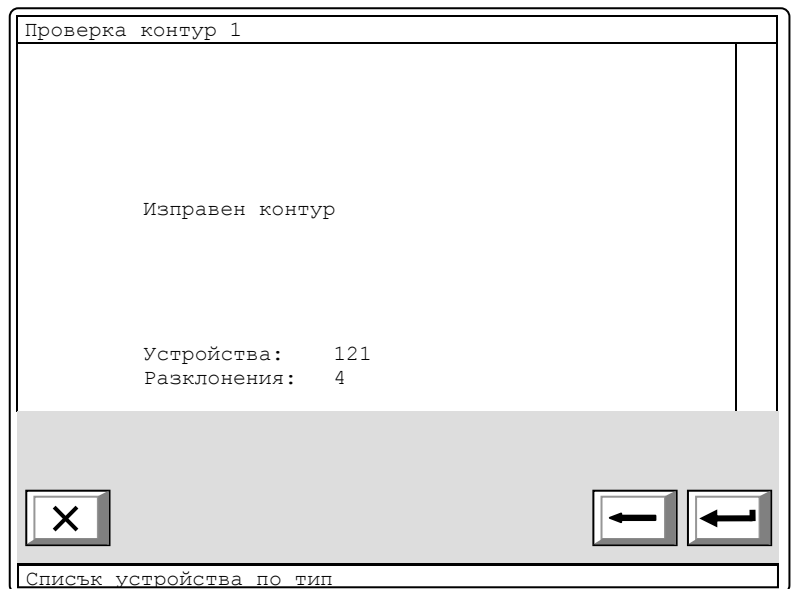 Проверка контур 1
Изправен контур
Устройства: 121
Разклонения: 4
Списък устройства по тип